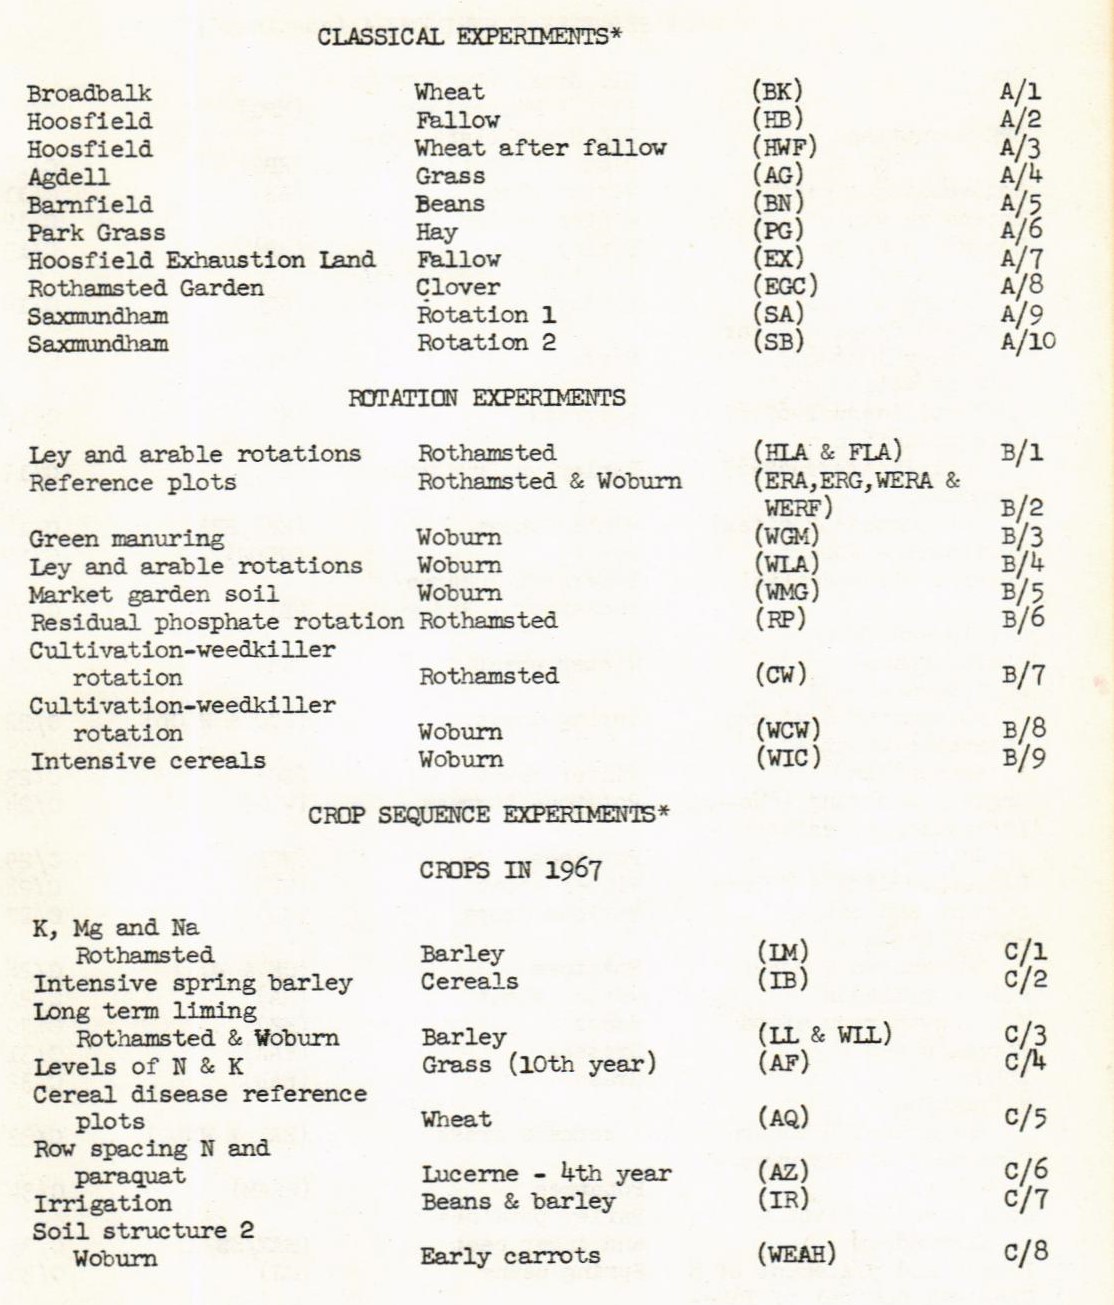 CLASSICAL EXPERIMENTS*
Broadbalk Wheat (BK) A/1
Hoosfield Fallow (HB) A/2
Hoosfield Wheat after fallow (HWF) A/3
Agdell Grass (AG) A/4
Barnfield Beans (BN) A/5
Park Grass Hay (PG) A/6
Hoosfield Exhaustion Land Fallow (EX) A/7
Rothamsted Garden Clover (EGC) A/8
Saxmundham Rotation 1 (SA) A/9
Saxmundham Rotation 2 (SB) A/10
ROTATION EXPERIMENTS
Ley and arable rotations Rothamsted (HLA & FLA) B/1
Reference plots Rothamsted & Woburn (ERA,ERG,WERA &
WERF) B/2
Green manuring Woburn (WGM) B/3
Ley and arable rotations Woburn (WLA) B/4
Market garden soil Woburn (WMG) B/5
Residual phosphate rotation Rothamsted (RP) B/6
Cultivation-weedkiller
rotation Rothamsted (CW) B/7
Cultivation-weedkiller
rotation Woburn (WCW) B/8
Intensive cereals Woburn (WIC) B/9
CROP SEQUENCE EXPERIMENTS*
CROPS IN 1967
K, Mg and Na
Rothamsted Barley (IM) C/1
Intensive spring barley Cereals (IB) C/2
Long term liming
Rothamsted & Woburn Barley (LL & WLL) C/3
Levels of N & K Grass (10th year) (AF) C/4
Cereal disease reference
plots Wheat (AQ) C/5
Row spacing N and
paraquat Lucerne - 4th year (AZ) C/6
Irrigation Beans & barley (IR) C/7
Soil structure 2
Woburn Early carrots (WEAH) C/8